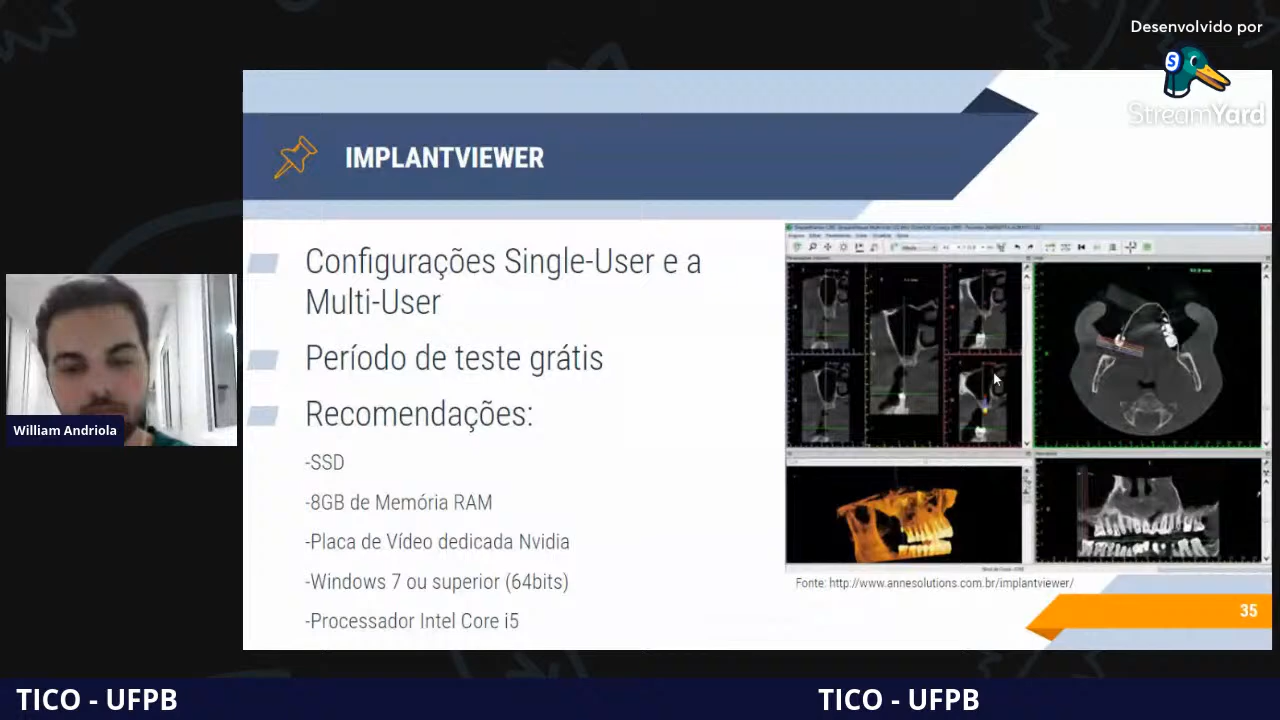 Desenvolvido por
StreamYard
IMPLANTVIEWER
Configurações Single-User e a
Multi-User
Período de teste grátis
Recomendações:
-SSD
-8GB de Memória RAM
-Placa de Vídeo dedicada Nvidia
-Windows 7 ou superior (64bits)
-Processador Intel Core i5
Fonte: http://www.annesolutions.com.br/implantviewer/
35
William Andriola
TICO - UFPB
TICO - UFPB